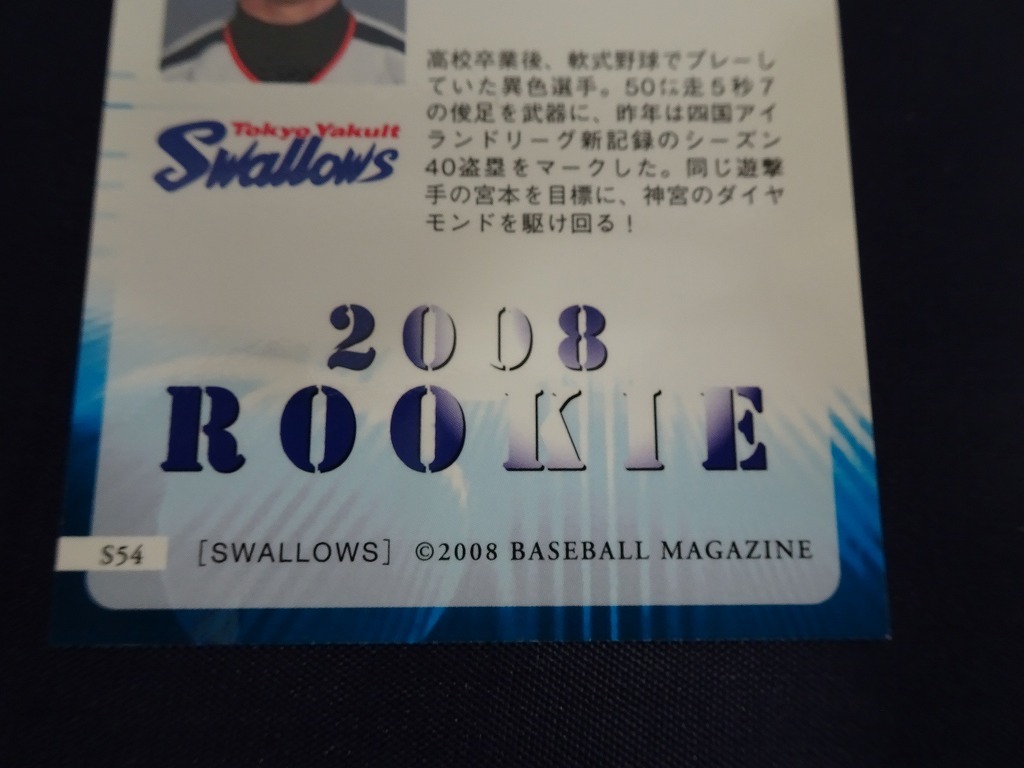 高校卒業後、軟式野球でプレーし
ていた異色選手。50㍍走5秒7
の俊足を武器に、昨年は四国アイ
ランドリーグ新記録のシーズン
40盗塁をマークした。同じ遊撃
手の宮本を目標に、神宮のダイヤ
モンドを駆け回る!
Tokyo Yakult
Swallows
2008
ROOKIE
S54
[SWALLOWS] ©2008 BASEBALL MAGAZINE